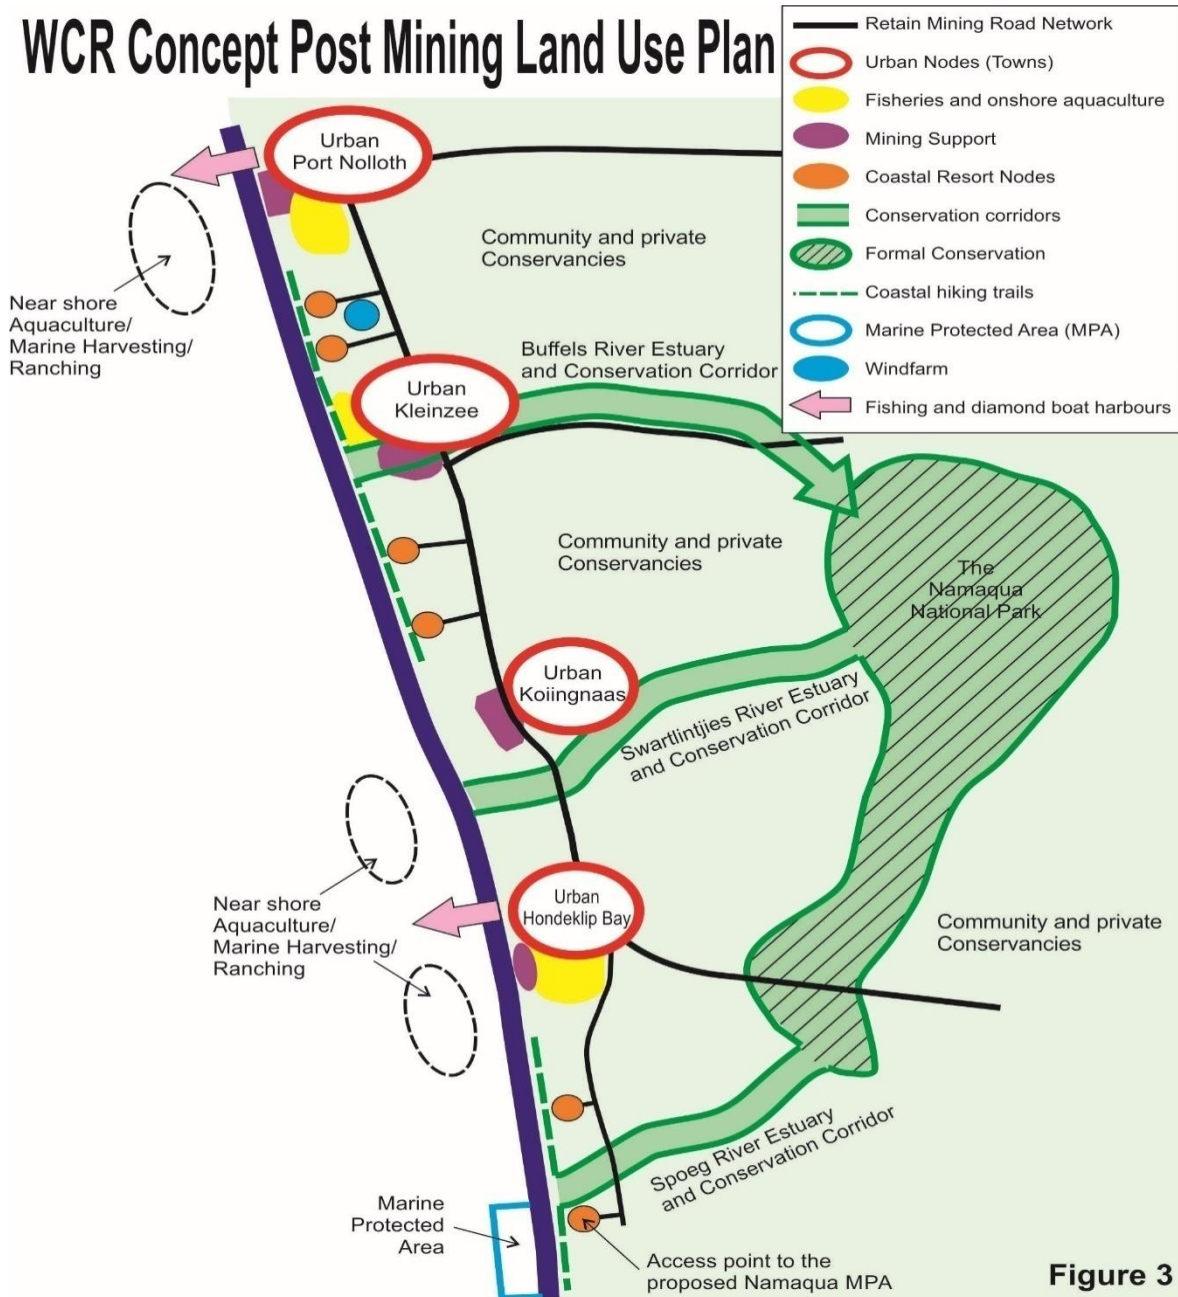 WCR Concept Post Mining Land Use Plan
Retain Mining Road Network
Urban Nodes (Towns)
Fisheries and onshore aquaculture
Mining Support
Coastal Resort Nodes
Conservation corridors
Formal Conservation
Coastal hiking trails
Marine Protected Area (MPA)
Windfarm
Fishing and diamond boat harbours
Urban
Port Nolloth
Community and private
Conservancies
Near shore
Aquaculture/
Marine Harvesting/
Ranching
Buffels River Estuary
and Conservation Corridor
Urban
Kleinzee
Community and private
Conservancies
The
Namaqua
National Park
Urban
Koiingnaas
Swartlintjies River Estuary
and Conservation Corridor
Near shore
Aquaculture/
Marine Harvesting/
Ranching
Urban
Hondeklip Bay
Community and private
Conservancies
Spoeg River Estuary
and Conservation Corridor
Marine
Protected
Area
Access point to the
proposed Namaqua MPA
Figure 3